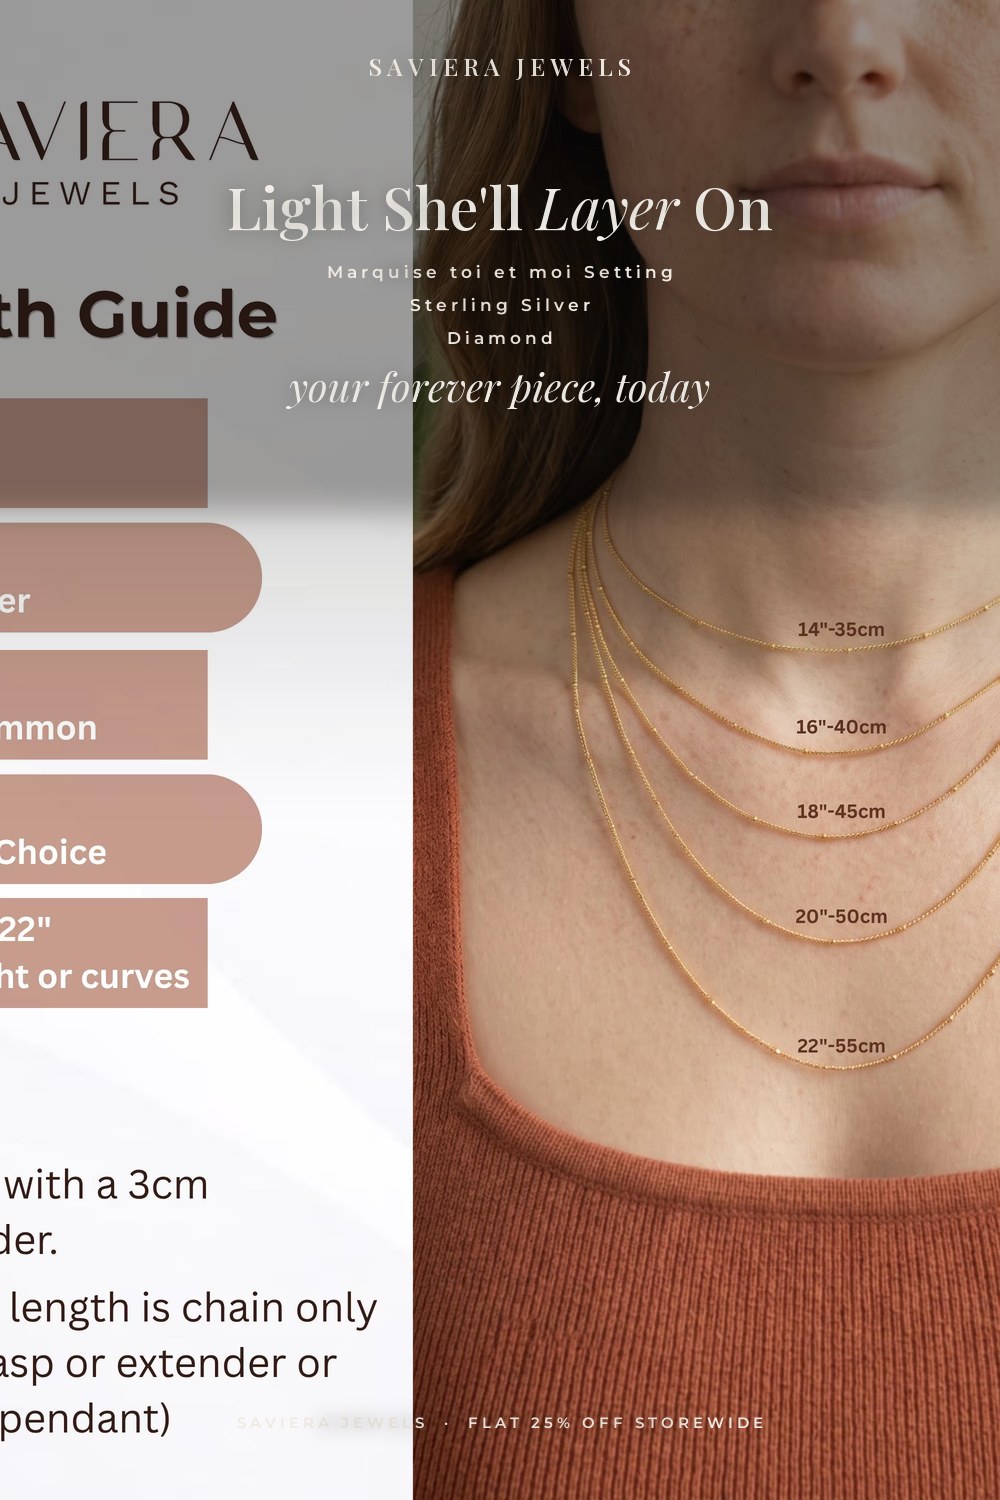 SAVIERA JEWELS
AVIERA
JEWELS
Light She'll Layer On
Marquise toi et moi Setting
Sterling Silver
Diamond
your forever piece, today
th Guide
er
mmon
Choice
22"
ht or curves
with a 3cm
der.
length is chain only
asp or extender or
pendant)
14"-35cm
16"-40cm
18"-45cm
20"-50cm
22"-55cm
SAVIERA JEWELS · FLAT 25% OFF STOREWIDE